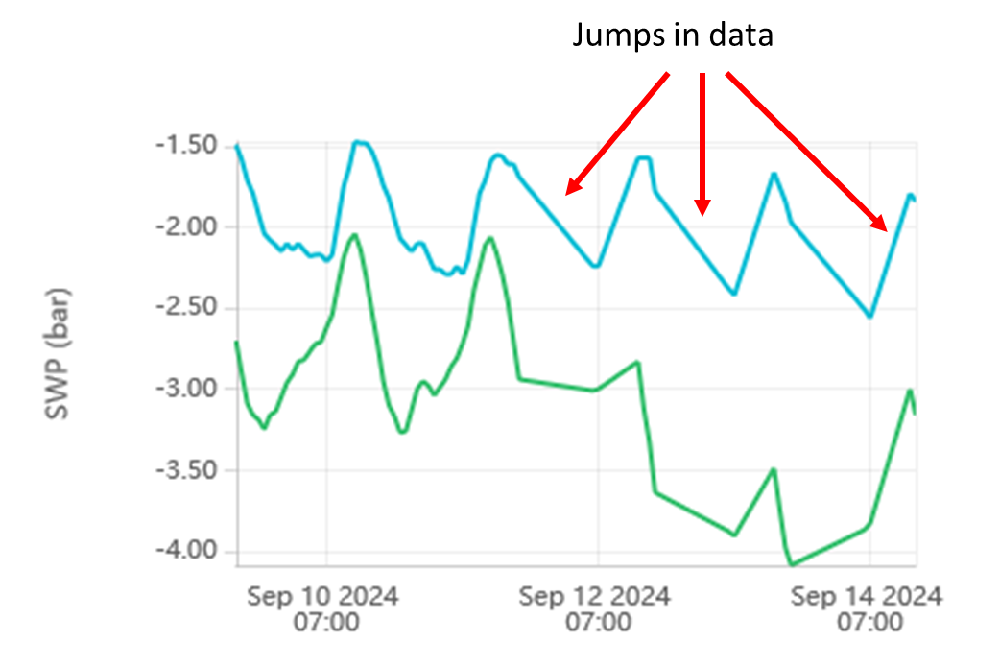 Jumps in data
-1.50
-2.00
-2.50
-3.00
-3.50
-4.00
SWP (bar)
Sep 10 2024
07:00
Sep 12 2024
07:00
Sep 14 2024
07:00